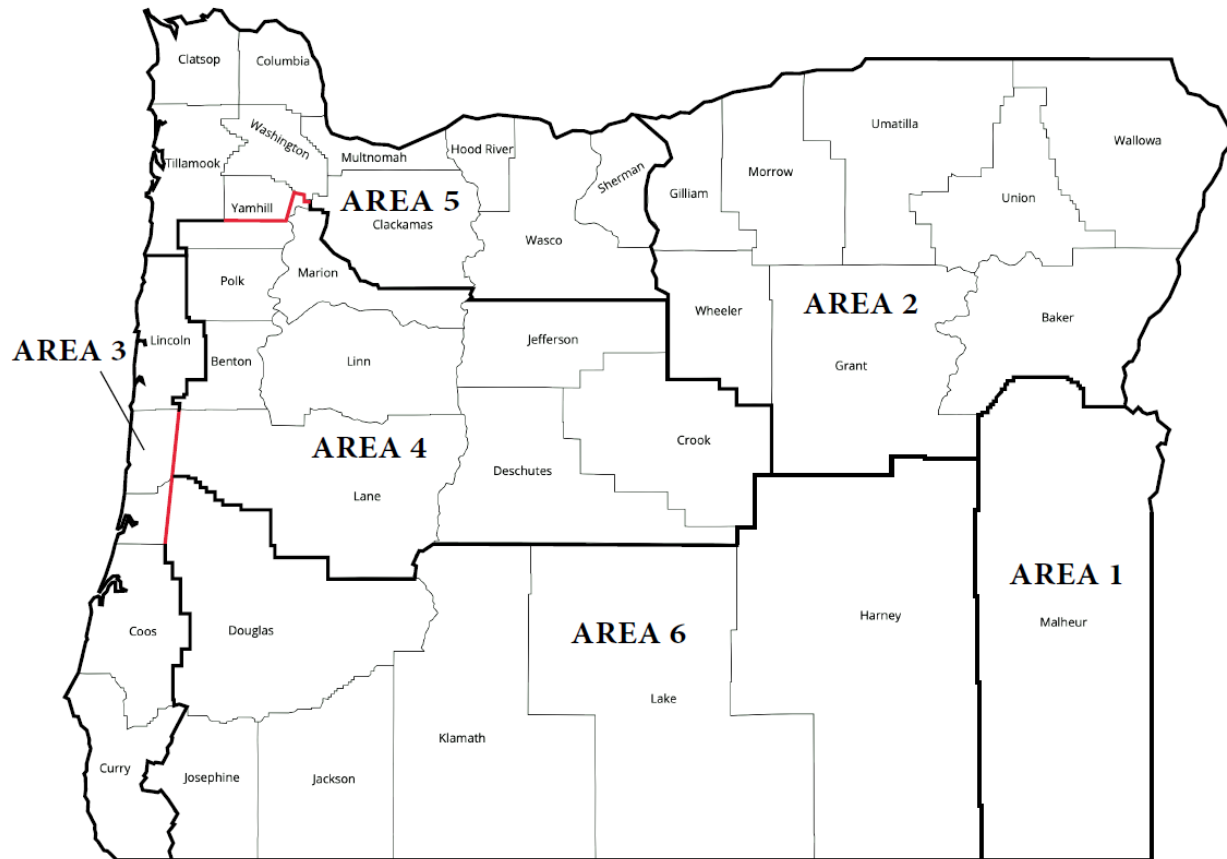 Clatsop
Columbia
Washington
Tillamook
Multnomah
Hood River
Sherman
Gilliam
Morrow
Umatilla
Wallowa
Union
Yamhill
AREA 5
Clackamas
Wasco
Polk
Marion
Wheeler
AREA 2
Baker
Lincoln
AREA 3
Benton
Linn
Jefferson
Grant
AREA 4
Crook
Deschutes
Lane
AREA 1
Malheur
Harney
AREA 6
Coos
Douglas
Lake
Klamath
Curry
Josephine
Jackson